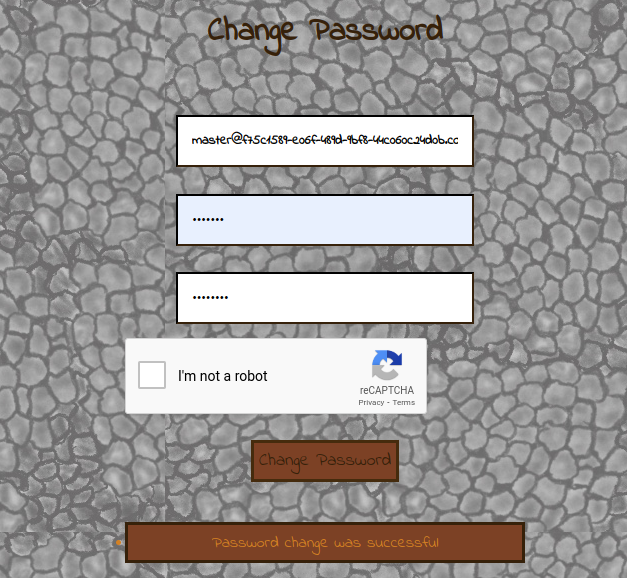 Change Password
master@f75c1589-e06f-489d-9bf8-44c060c24d0b.cc
•••••••
••••••••
I'm not a robot
reCAPTCHA
Privacy - Terms
Change Password
Password change was successful